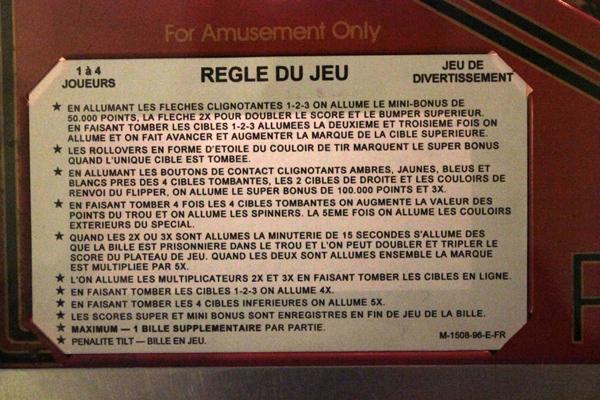 For Amusement Only
1 à 4 JOUEURS
REGLE DU JEU
JEU DE DIVERTISSEMENT
★ EN ALLUMANT LES FLECHES CLIGNOTANTES 1-2-3 ON ALLUME LE MINI-BONUS DE
50.000 POINTS, LA FLECHE 2X POUR DOUBLER LE SCORE ET LE BUMPER SUPERIEUR.
EN FAISANT TOMBER LES CIBLES 1-2-3 ALLUMEES LA DEUXIEME ET TROISIEME FOIS ON
ALLUME ET ON FAIT AVANCER ET AUGMENTER LA MARQUE DE LA CIBLE SUPERIEURE.
★ LES ROLLOVERS EN FORME D'ETOILE DU COULOIR DE TIR MARQUENT LE SUPER BONUS
QUAND L'UNIQUE CIBLE EST TOMBEE.
★ EN ALLUMANT LES BOUTONS DE CONTACT CLIGNOTANTS AMBRES, JAUNES, BLEUS ET
BLANCS PRES DES 4 CIBLES TOMBANTES, LES 2 CIBLES DE DROITE ET LES COULOIRS DE
RENVOI DU FLIPPER, ON ALLUME LE SUPER BONUS DE 100.000 POINTS ET 3X.
★ EN FAISANT TOMBER 4 FOIS LES 4 CIBLES TOMBANTES ON AUGMENTE LA VALEUR DES
POINTS DU TROU ET ON ALLUME LES SPINNERS. LA 5EME FOIS ON ALLUME LES COULOIRS
EXTERIEURS DU SPECIAL.
★ QUAND LES 2X OU 3X SONT ALLUMES LA MINUTERIE DE 15 SECONDES S'ALLUME DES
QUE LA BILLE EST PRISONNIERE DANS LE TROU ET L'ON PEUT DOUBLER ET TRIPLER LE
SCORE DU PLATEAU DE JEU. QUAND LES DEUX SONT ALLUMES ENSEMBLE LA MARQUE
EST MULTIPLIEE PAR 5X.
★ L'ON ALLUME LES MULTIPLICATEURS 2X ET 3X EN FAISANT TOMBER LES CIBLES EN LIGNE.
★ EN FAISANT TOMBER LES CIBLES 1-2-3 ON ALLUME 4X.
★ EN FAISANT TOMBER LES 4 CIBLES INFERIEURES ON ALLUME 5X.
★ LES SCORES SUPER ET MINI BONUS SONT ENREGISTRES EN FIN DE JEU DE LA BILLE.
★ MAXIMUM — 1 BILLE SUPPLEMENTAIRE PAR PARTIE.
★ PENALITE TILT — BILLE EN JEU.
M-1508-96-E-FR